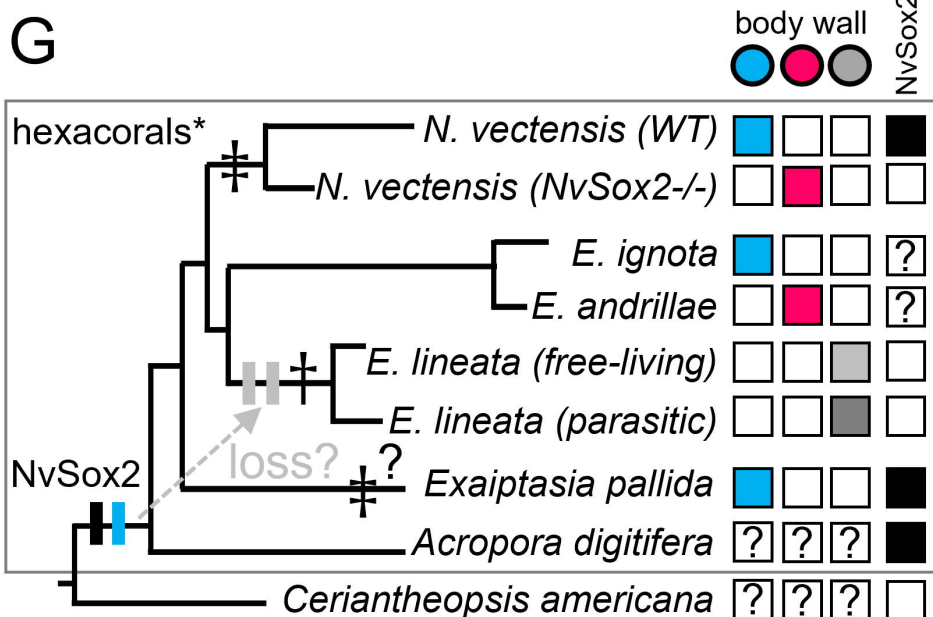 G
body wall
NvSox2
hexacorals*
N. vectensis (WT)
N. vectensis (NvSox2-/-)
E. ignota ?
E. andrillae ?
E. lineata (free-living)
E. lineata (parasitic)
loss? ?
NvSox2
Exaiptasia pallida
Acropora digitifera ? ? ?
Ceriantheopsis americana ? ? ?